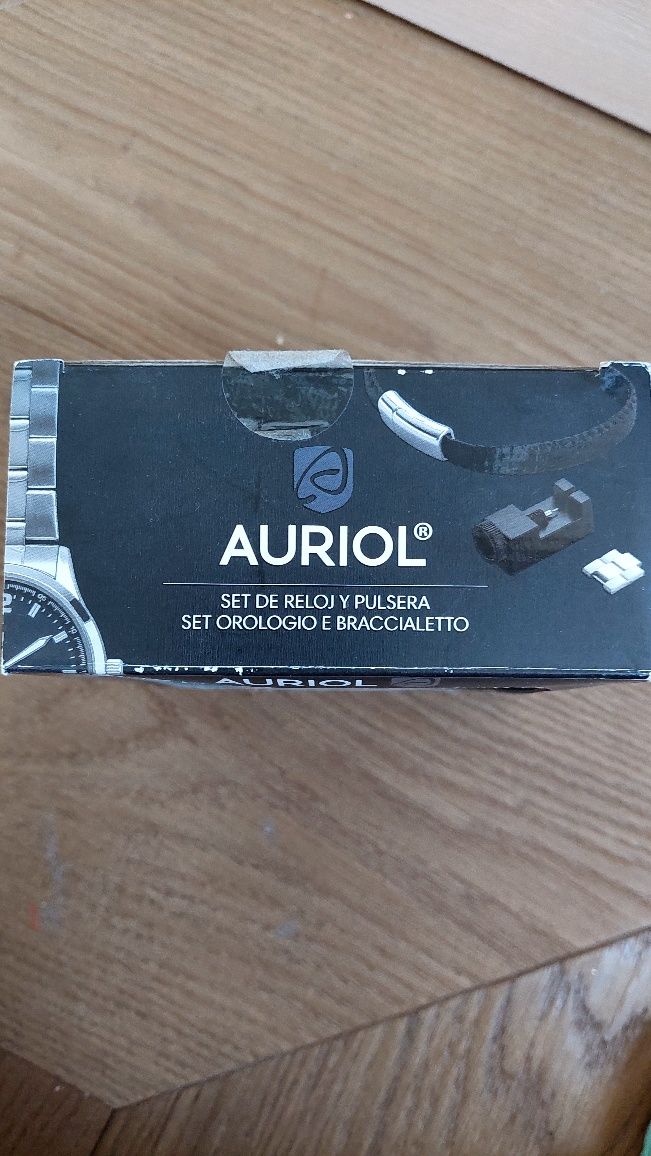 AURIOL®
SET DE RELOJ Y PULSERA
SET OROLOGIO E BRACCIALETTO
AURIOL